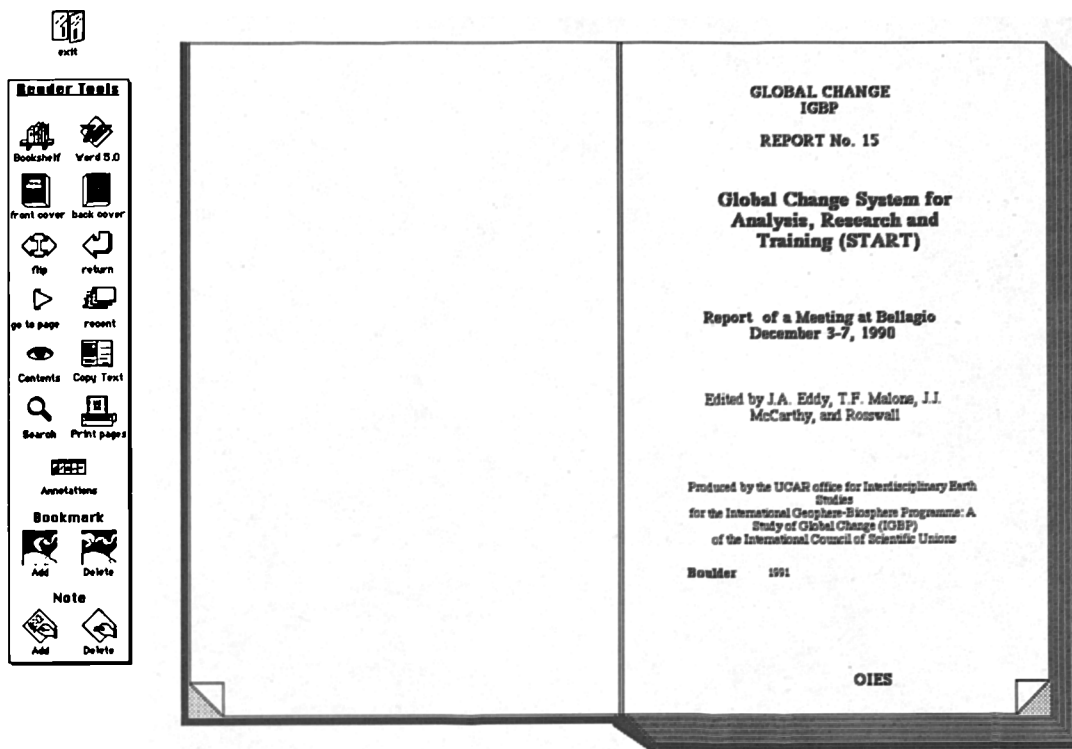 exit
Reader Tools
Bookshelf Word 5.0
front cover back cover
flip return
go to page recent
Contents Copy Text
Search Print pages
Annotations
Bookmark
Add Delete
Note
Add Delete
GLOBAL CHANGE
IGBP
REPORT No. 15
Global Change System for
Analysis, Research and
Training (START)
Report of a Meeting at Bellagio
December 3-7, 1990
Edited by J.A. Eddy, T.F. Malone, J.J.
McCarthy, and Rosswall
Produced by the UCAR office for Interdisciplinary Earth
Studies
for the International Geophere-Biosphere Programme: A
Study of Global Change (IGBP)
of the International Council of Scientific Unions
Boulder 1991
OIES